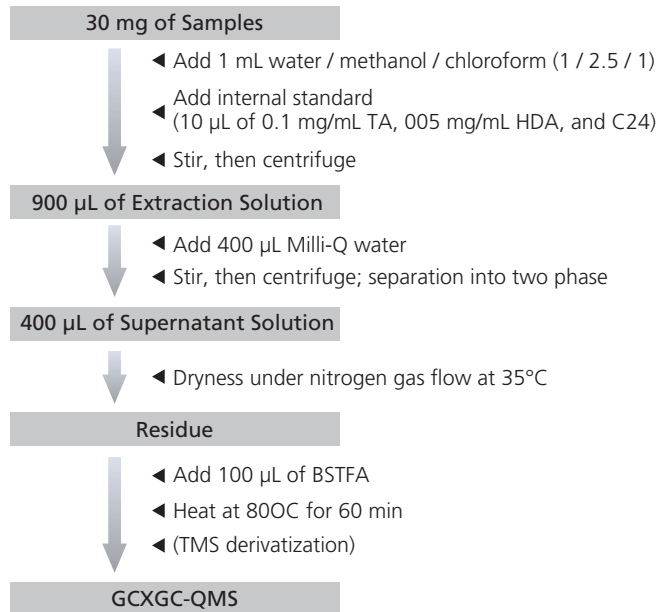 30 mg of Samples
◀ Add 1 mL water / methanol / chloroform (1 / 2.5 / 1)
◀ Add internal standard
(10 µL of 0.1 mg/mL TA, 005 mg/mL HDA, and C24)
◀ Stir, then centrifuge
900 µL of Extraction Solution
◀ Add 400 µL Milli-Q water
◀ Stir, then centrifuge; separation into two phase
400 µL of Supernatant Solution
◀ Dryness under nitrogen gas flow at 35°C
Residue
◀ Add 100 µL of BSTFA
◀ Heat at 80OC for 60 min
◀ (TMS derivatization)
GCXGC-QMS